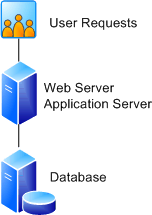 User Requests
Web Server
Application Server
Database